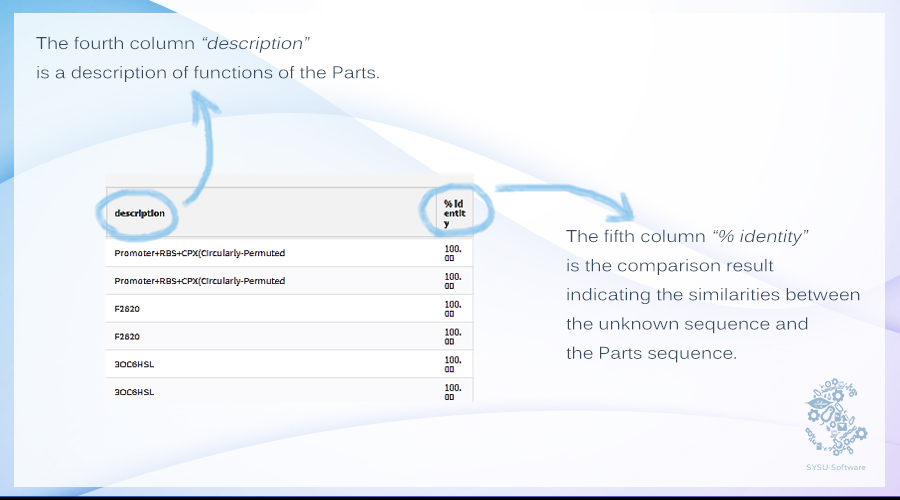 The fourth column “description”
is a description of functions of the Parts.
description
% id
entit
y
Promoter+RBS+CPX(Circularly-Permuted
100.
00
Promoter+RBS+CPX(Circularly-Permuted
100.
00
F2620
100.
00
F2620
100.
00
3OC6HSL
100.
00
3OC6HSL
100.
00
The fifth column “% identity”
is the comparison result
indicating the similarities between
the unknown sequence and
the Parts sequence.
SYSU-Software